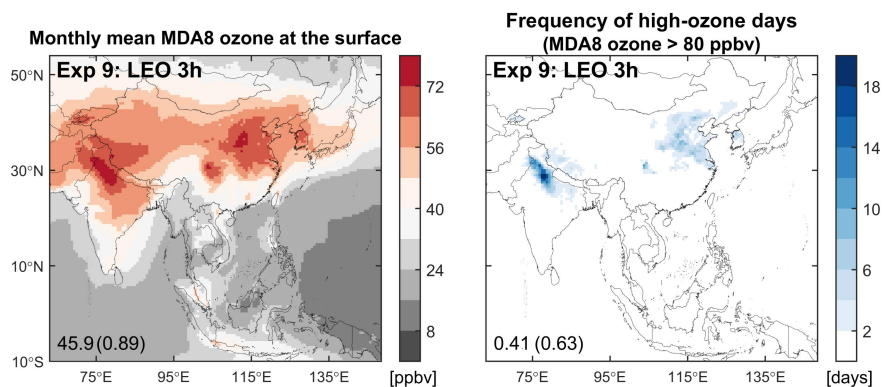 Monthly mean MDA8 ozone at the surface
Exp 9: LEO 3h
50°N
30°N
10°N
10°S
75°E
95°E
115°E
135°E
45.9(0.89)
72
56
40
24
8
[ppbv]
Frequency of high-ozone days
(MDA8 ozone > 80 ppbv)
Exp 9: LEO 3h
75°E
95°E
115°E
135°E
0.41(0.63)
18
14
10
6
2
[days]